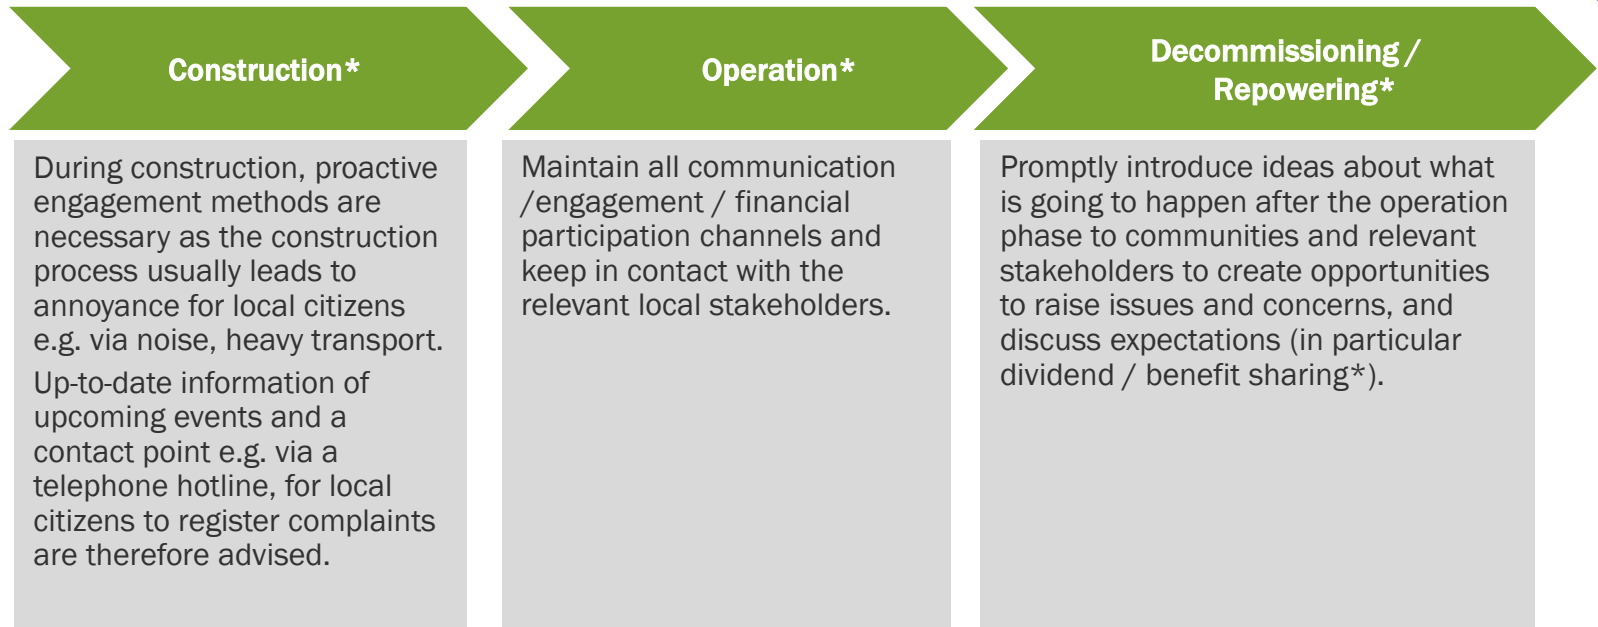 Construction*
During construction, proactive
engagement methods are
necessary as the construction
process usually leads to
annoyance for local citizens
e.g. via noise, heavy transport.
Up-to-date information of
upcoming events and a
contact point e.g. via a
telephone hotline, for local
citizens to register complaints
are therefore advised.
Operation*
Maintain all communication
/engagement / financial
participation channels and
keep in contact with the
relevant local stakeholders.
Decommissioning /
Repowering*
Promptly introduce ideas about what
is going to happen after the operation
phase to communities and relevant
stakeholders to create opportunities
to raise issues and concerns, and
discuss expectations (in particular
dividend / benefit sharing*).